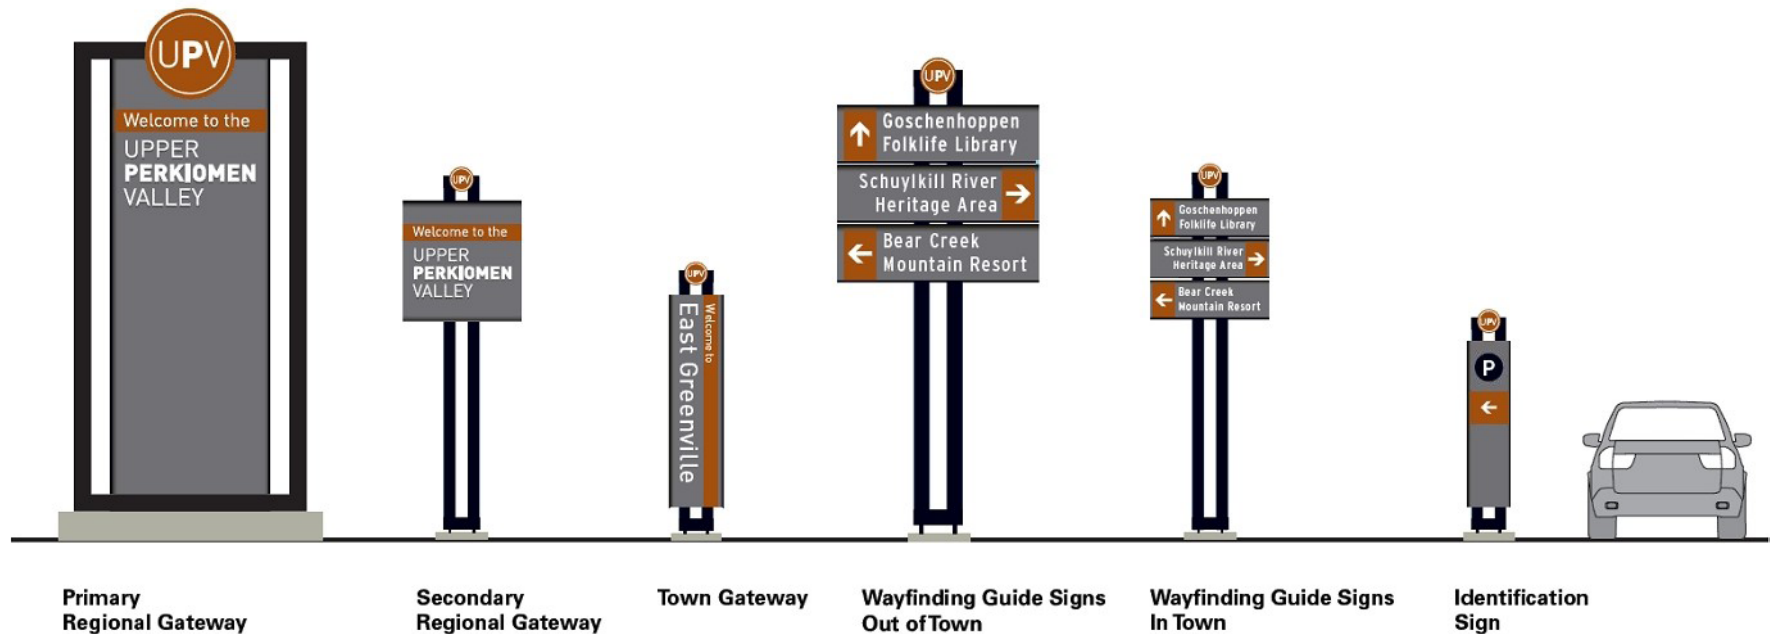 UPV
Welcome to the
UPPER
PERKIOMEN
VALLEY
UPV
Welcome to the
UPPER
PERKIOMEN
VALLEY
UPV
Welcome to
East Greenville
UPV
Goschenhoppen
Folklife Library
Schuylkill River
Heritage Area
Bear Creek
Mountain Resort
UPV
Goschenhoppen
Folklife Library
Schuylkill River
Heritage Area
Bear Creek
Mountain Resort
UPV
P
Primary
Regional Gateway
Secondary
Regional Gateway
Town Gateway
Wayfinding Guide Signs
Out of Town
Wayfinding Guide Signs
In Town
Identification
Sign